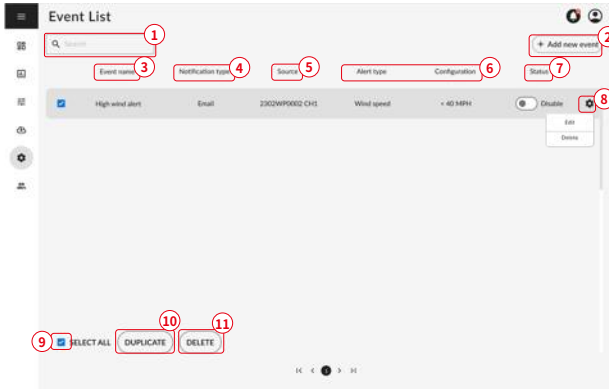 Event List
Search
1
+ Add new event
2
Event name
3
Notification type
4
Source
5
Alert type
Configuration
6
Status
7
High wind alert
Email
2302WP0002 CH1
Wind speed
< 40 MPH
Disable
8
Edit
Delete
9
SELECT ALL
10
DUPLICATE
11
DELETE
1